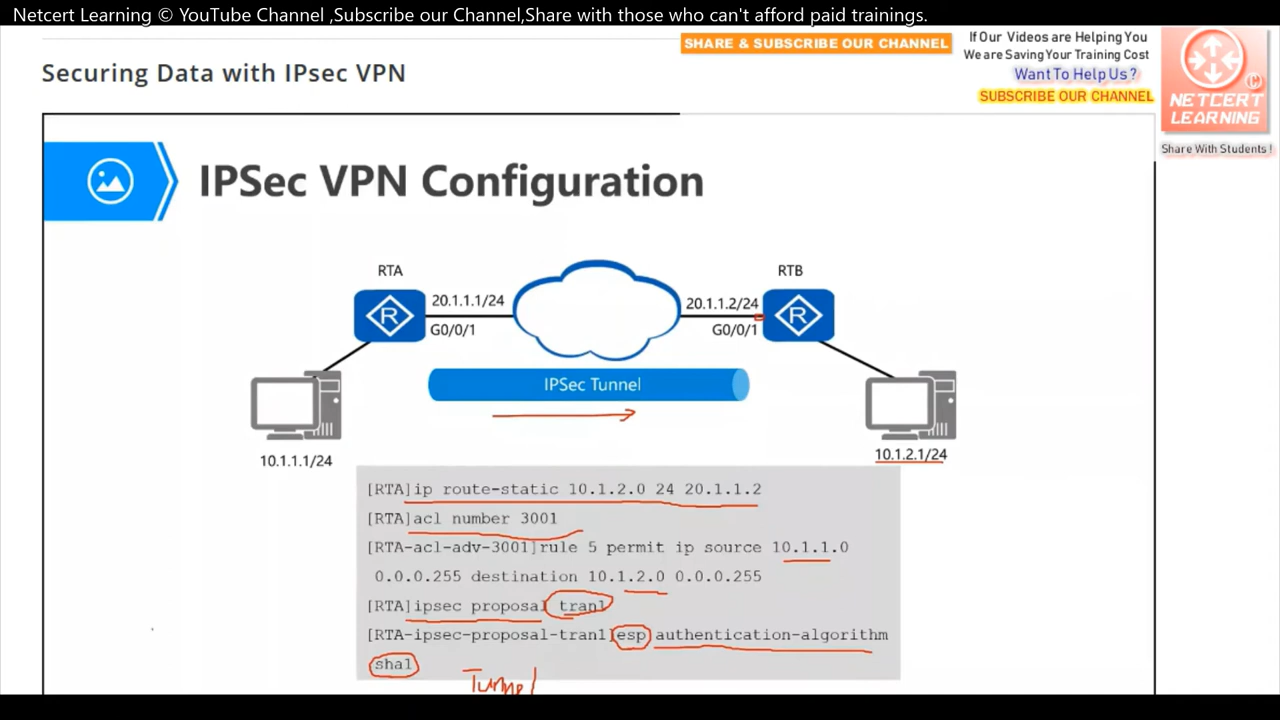 Netcert Learning © YouTube Channel ,Subscribe our Channel,Share with those who can't afford paid trainings.
SHARE & SUBSCRIBE OUR CHANNEL
If Our Videos are Helping You
We are Saving Your Training Cost
Want To Help Us ?
SUBSCRIBE OUR CHANNEL
NETCERT
LEARNING
Share With Students !
Securing Data with IPsec VPN
IPSec VPN Configuration
RTA
RTB
20.1.1.1/24
20.1.1.2/24
R
R
G0/0/1
G0/0/1
IPSec Tunnel
10.1.1.1/24
10.1.2.1/24
[RTA]ip route-static 10.1.2.0 24 20.1.1.2
[RTA]acl number 3001
[RTA-acl-adv-3001]rule 5 permit ip source 10.1.1.0
0.0.0.255 destination 10.1.2.0 0.0.0.255
[RTA]ipsec proposal tran1
[RTA-ipsec-proposal-tran1]esp authentication-algorithm
sha1
Tunnel